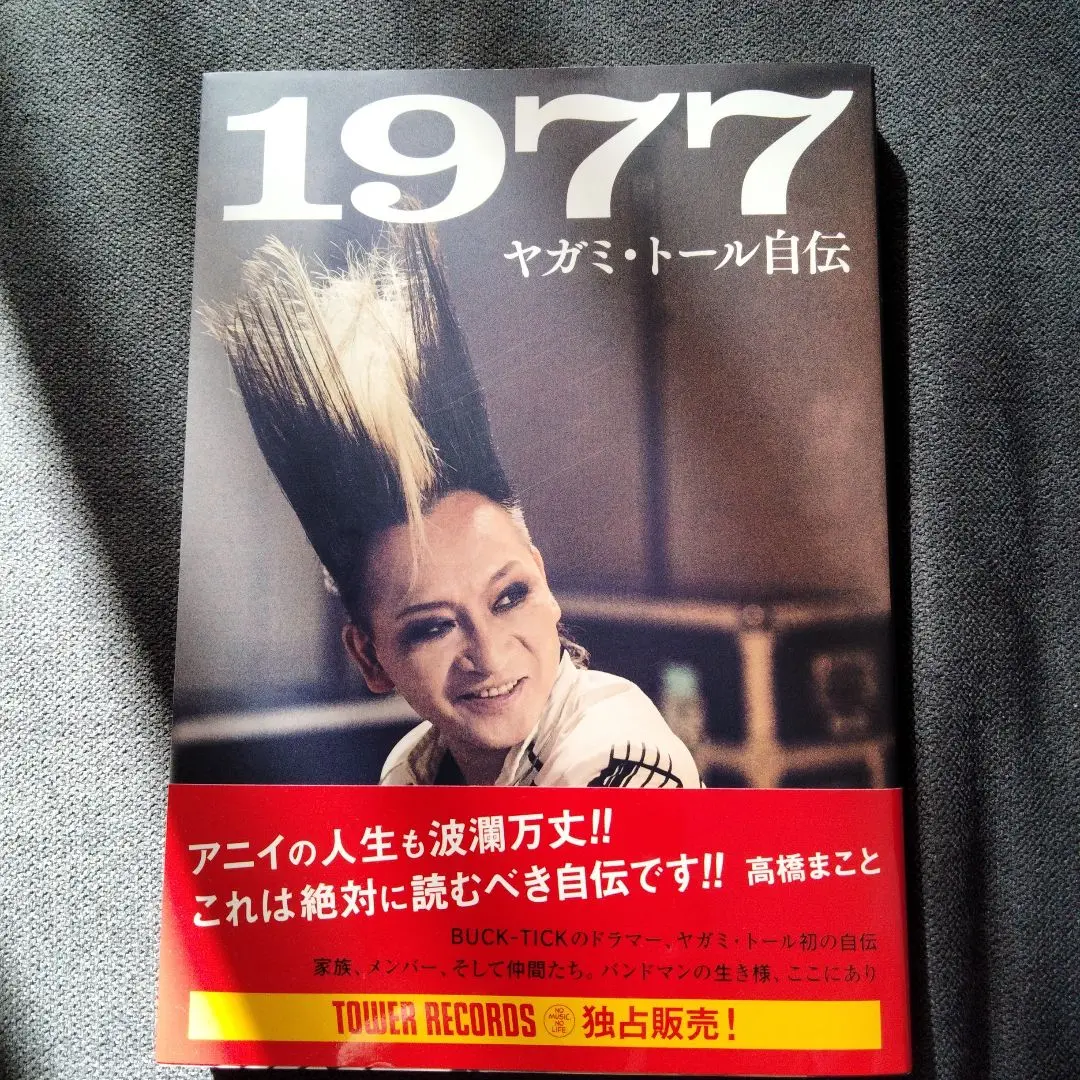 1977
ヤガミ・トール自伝
アニイの人生も波瀾万丈!!
これは絶対に読むべき自伝です!! 高橋まこと
BUCK-TICKのドラマー、ヤガミ・トール初の自伝
家族、メンバー、そして仲間たち。バンドマンの生き様、ここにあり
TOWER RECORDS NO MUSIC NO LIFE 独占販売!